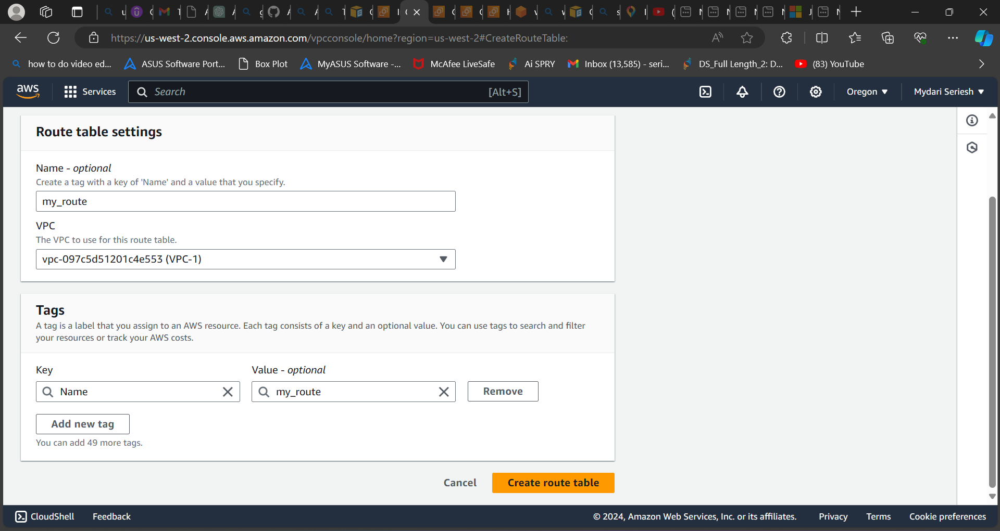 https://us-west-2.console.aws.amazon.com/vpcconsole/home?region=us-west-2#CreateRouteTable:
how to do video ed... ASUS Software Port... Box Plot MyASUS Software -... McAfee LiveSafe Ai SPRY Inbox (13,585) - seri... DS_Full Length_2: D... (83) YouTube
aws Services Search [Alt+S] Oregon Mydari Seriesh
Route table settings
Name - optional
Create a tag with a key of 'Name' and a value that you specify.
my_route
VPC
The VPC to use for this route table.
vpc-097c5d51201c4e553 (VPC-1)
Tags
A tag is a label that you assign to an AWS resource. Each tag consists of a key and an optional value. You can use tags to search and filter
your resources or track your AWS costs.
Key Value - optional
Name my_route Remove
Add new tag
You can add 49 more tags.
Cancel Create route table
CloudShell Feedback © 2024, Amazon Web Services, Inc. or its affiliates. Privacy Terms Cookie preferences